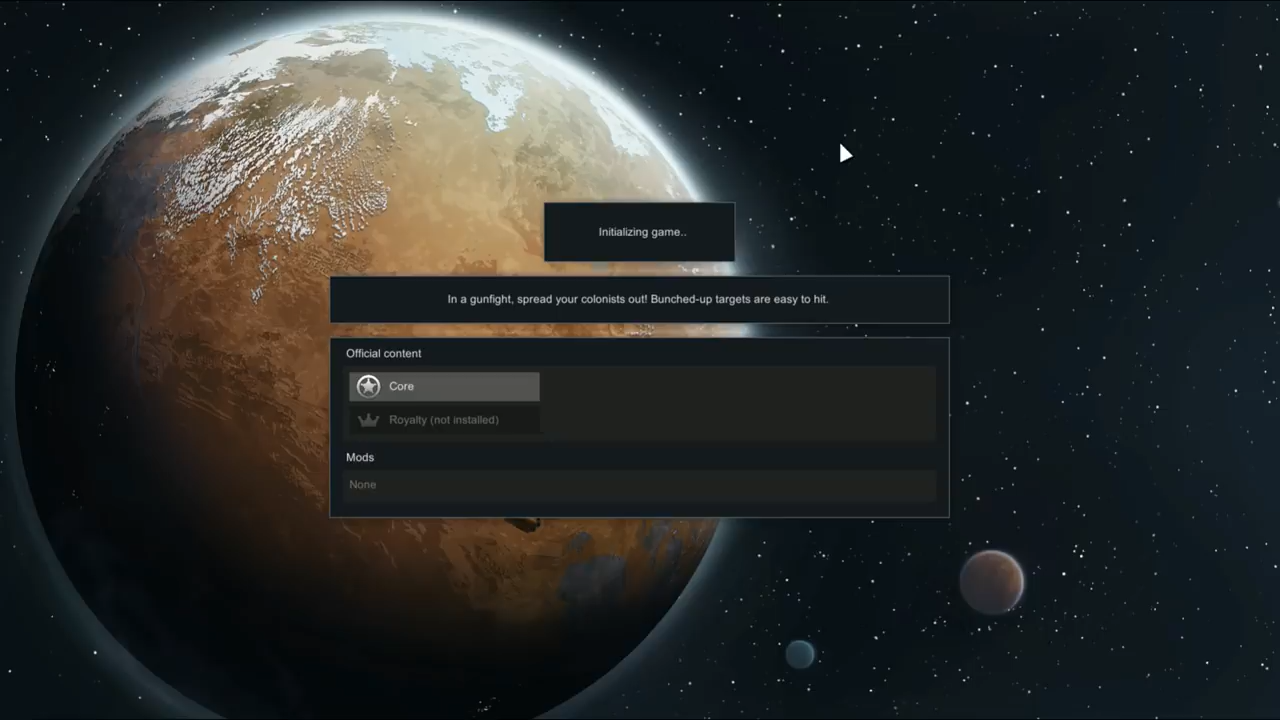 Initializing game..
In a gunfight, spread your colonists out! Bunched-up targets are easy to hit.
Official content
Core
Royalty (not installed)
Mods
None